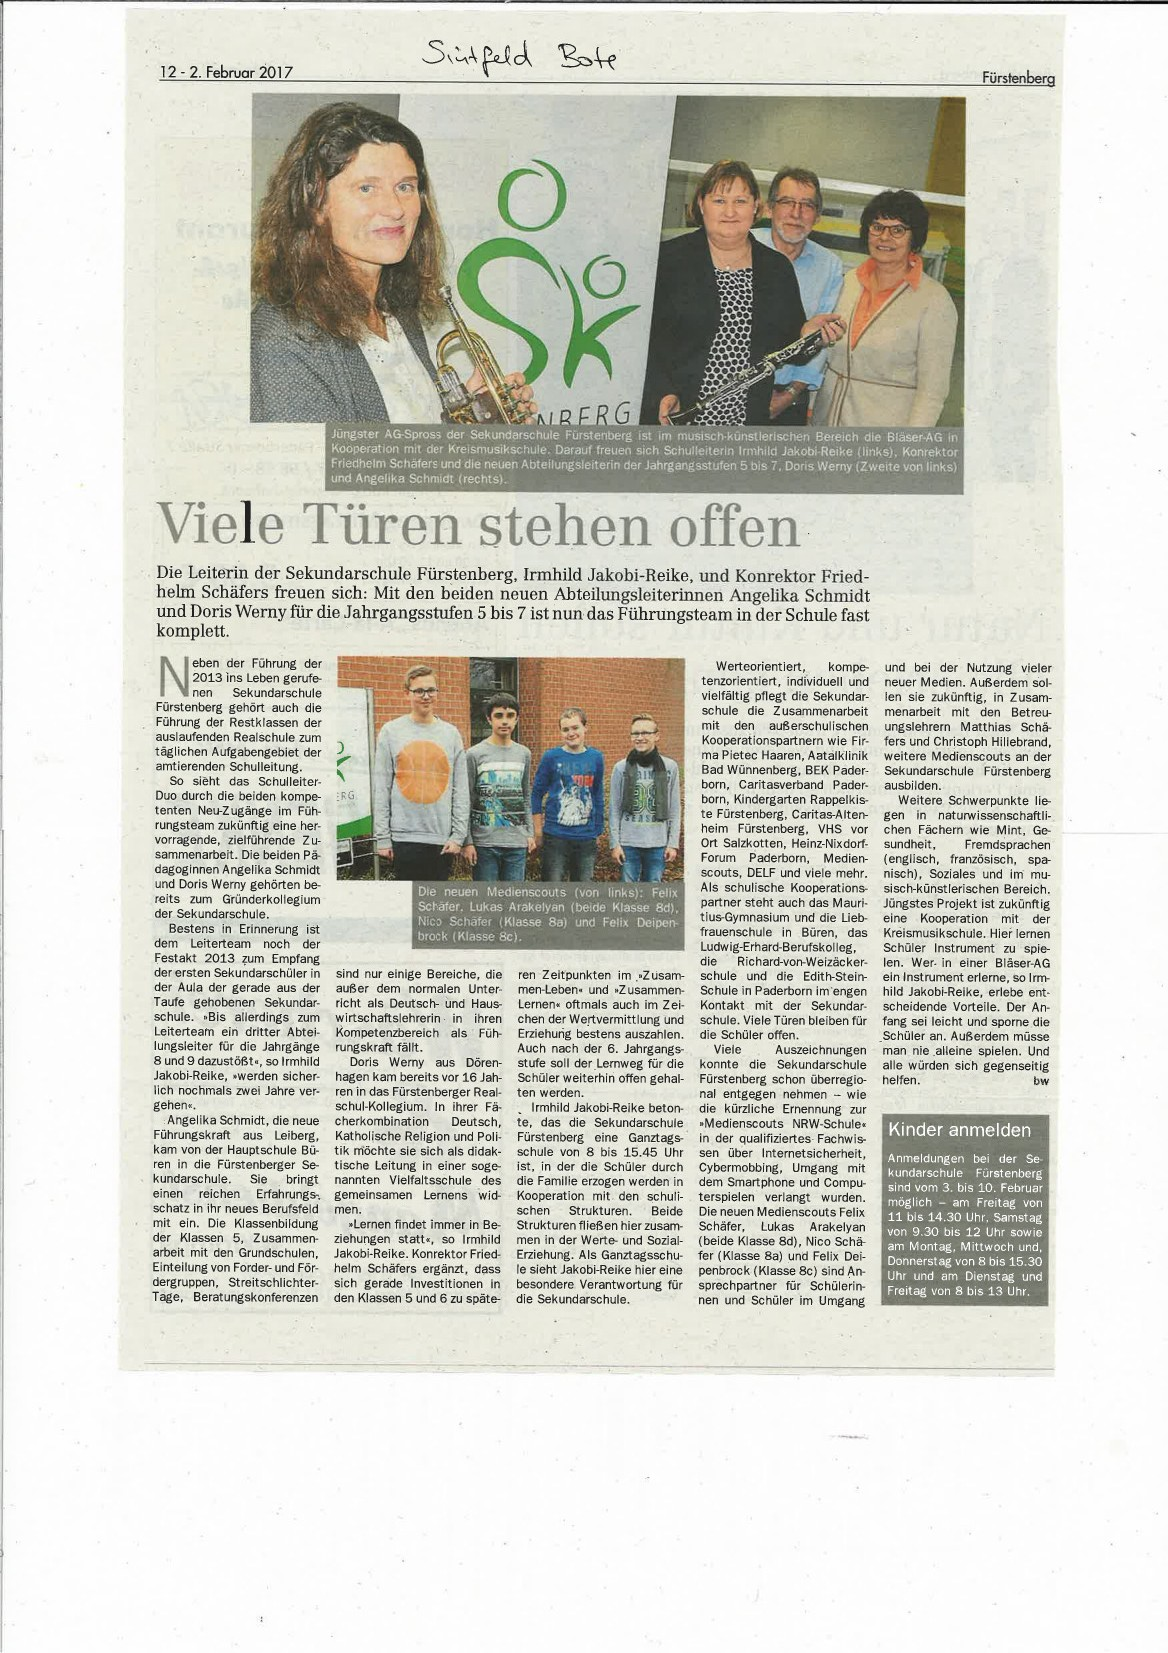 Sintfeld Bote
12 - 2. Februar 2017
Fürstenberg
NBERG
Jüngster AG-Spross der Sekundarschule Fürstenberg ist im musisch-künstlerischen Bereich die Bläser-AG in
Kooperation mit der Kreismusikschule. Darauf freuen sich Schulleiterin Irmhild Jakobi-Reike (links), Konrektor
Friedhelm Schäfers und die neuen Abteilungsleiterin der Jahrgangsstufen 5 bis 7, Doris Werny (Zweite von links)
und Angelika Schmidt (rechts).
Viele Türen stehen offen
Die Leiterin der Sekundarschule Fürstenberg, Irmhild Jakobi-Reike, und Konrektor Fried-
helm Schäfers freuen sich: Mit den beiden neuen Abteilungsleiterinnen Angelika Schmidt
und Doris Werny für die Jahrgangsstufen 5 bis 7 ist nun das Führungsteam in der Schule fast
komplett.
Neben der Führung der
2013 ins Leben gerufe-
nen Sekundarschule
Fürstenberg gehört auch die
Führung der Restklassen der
auslaufenden Realschule zum
täglichen Aufgabengebiet der
amtierenden Schulleitung.
So sieht das Schulleiter-
Duo durch die beiden kompe-
tenten Neu-Zugänge im Füh-
rungsteam zukünftig eine her-
vorragende, zielführende Zu-
sammenarbeit. Die beiden Pä-
dagoginnen Angelika Schmidt
und Doris Werny gehörten be-
reits zum Gründerkollegium
der Sekundarschule.
Bestens in Erinnerung ist
dem Leiterteam noch der
Festakt 2013 zum Empfang
der ersten Sekundarschüler in
der Aula der gerade aus der
Taufe gehobenen Sekundar-
schule. »Bis allerdings zum
Leiterteam ein dritter Abtei-
lungsleiter für die Jahrgänge
8 und 9 dazustößt«, so Irmhild
Jakobi-Reike, »werden sicher-
lich nochmals zwei Jahre ver-
gehen«.
Angelika Schmidt, die neue
Führungskraft aus Leiberg,
kam von der Hauptschule Bü-
ren in die Fürstenberger Se-
kundarschule. Sie bringt
einen reichen Erfahrungs-
schatz in ihr neues Berufsfeld
mit ein. Die Klassenbildung
der Klassen 5, Zusammen-
arbeit mit den Grundschulen,
Einteilung von Forder- und För-
dergruppen, Streitschlichter-
Tage, Beratungskonferenzen
ERG
Die neuen Medienscouts (von links): Felix
Schäfer, Lukas Arakelyan (beide Klasse 8d),
Nico Schäfer (Klasse 8a) und Felix Deipen-
brock (Klasse 8c).
sind nur einige Bereiche, die
außer dem normalen Unter-
richt als Deutsch- und Haus-
wirtschaftslehrerin in ihren
Kompetenzbereich als Füh-
rungskraft fällt.
Doris Werny aus Dören-
hagen kam bereits vor 16 Jah-
ren in das Fürstenberger Real-
schul-Kollegium. In ihrer Fä-
cherkombination Deutsch,
Katholische Religion und Poli-
tik möchte sie sich als didak-
tische Leitung in einer soge-
nannten Vielfaltsschule des
gemeinsamen Lernens wid-
men.
»Lernen findet immer in Be-
ziehungen statt«, so Irmhild
Jakobi-Reike. Konrektor Fried-
helm Schäfers ergänzt, dass
sich gerade Investitionen in
den Klassen 5 und 6 zu späte-
ren Zeitpunkten im »Zusam-
men-Leben« und »Zusammen-
Lernen« oftmals auch im Zei-
chen der Wertvermittlung und
Erziehung bestens auszahlen.
Auch nach der 6. Jahrgangs-
stufe soll der Lernweg für die
Schüler weiterhin offen gehal-
ten werden.
Irmhild Jakobi-Reike beton-
te, das die Sekundarschule
Fürstenberg eine Ganztags-
schule von 8 bis 15.45 Uhr
ist, in der die Schüler durch
die Familie erzogen werden in
Kooperation mit den schuli-
schen Strukturen. Beide
Strukturen fließen hier zusam-
men in der Werte- und Sozial-
Erziehung. Als Ganztagsschu-
le sieht Jakobi-Reike hier eine
besondere Verantwortung für
die Sekundarschule.
Werteorientiert, kompe-
tenzorientiert, individuell und
vielfältig pflegt die Sekundar-
schule die Zusammenarbeit
mit den außerschulischen
Kooperationspartnern wie Fir-
ma Pietec Haaren, Aatalklinik
Bad Wünnenberg, BEK Pader-
born, Caritasverband Pader-
born, Kindergarten Rappelkis-
te Fürstenberg, Caritas-Alten-
heim Fürstenberg, VHS vor
Ort Salzkotten, Heinz-Nixdorf-
Forum Paderborn, Medien-
scouts, DELF und viele mehr.
Als schulische Kooperations-
partner steht auch das Mauri-
tius-Gymnasium und die Lieb-
frauenschule in Büren, das
Ludwig-Erhard-Berufskolleg,
die Richard-von-Weizäcker-
schule und die Edith-Stein-
Schule in Paderborn im engen
Kontakt mit der Sekundar-
schule. Viele Türen bleiben für
die Schüler offen.
Viele Auszeichnungen
konnte die Sekundarschule
Fürstenberg schon überregio-
nal entgegen nehmen – wie
die kürzliche Ernennung zur
»Medienscouts NRW-Schule«
in der qualifiziertes Fachwis-
sen über Internetsicherheit,
Cybermobbing, Umgang mit
dem Smartphone und Compu-
terspielen verlangt wurden.
Die neuen Medienscouts Felix
Schäfer, Lukas Arakelyan
(beide Klasse 8d), Nico Schä-
fer (Klasse 8a) und Felix Dei-
penbrock (Klasse 8c) sind An-
sprechpartner für Schülerin-
nen und Schüler im Umgang
und bei der Nutzung vieler
neuer Medien. Außerdem sol-
len sie zukünftig, in Zusam-
menarbeit mit den Betreu-
ungslehrern Matthias Schä-
fers und Christoph Hillebrand,
weitere Medienscouts an der
Sekundarschule Fürstenberg
ausbilden.
Weitere Schwerpunkte lie-
gen in naturwissenschaftli-
chen Fächern wie Mint, Ge-
sundheit, Fremdsprachen
(englisch, französisch, spa-
nisch), Soziales und im mu-
sisch-künstlerischen Bereich.
Jüngstes Projekt ist zukünftig
eine Kooperation mit der
Kreismusikschule. Hier lernen
Schüler Instrument zu spie-
len. Wer in einer Bläser-AG
ein Instrument erlerne, so Irm-
hild Jakobi-Reike, erlebe ent-
scheidende Vorteile. Der An-
fang sei leicht und sporne die
Schüler an. Außerdem müsse
man nie alleine spielen. Und
alle würden sich gegenseitig
helfen. bw
Kinder anmelden
Anmeldungen bei der Se-
kundarschule Fürstenberg
sind vom 3. bis 10. Februar
möglich – am Freitag von
11 bis 14.30 Uhr, Samstag
von 9.30 bis 12 Uhr sowie
am Montag, Mittwoch und,
Donnerstag von 8 bis 15.30
Uhr und am Dienstag und
Freitag von 8 bis 13 Uhr.